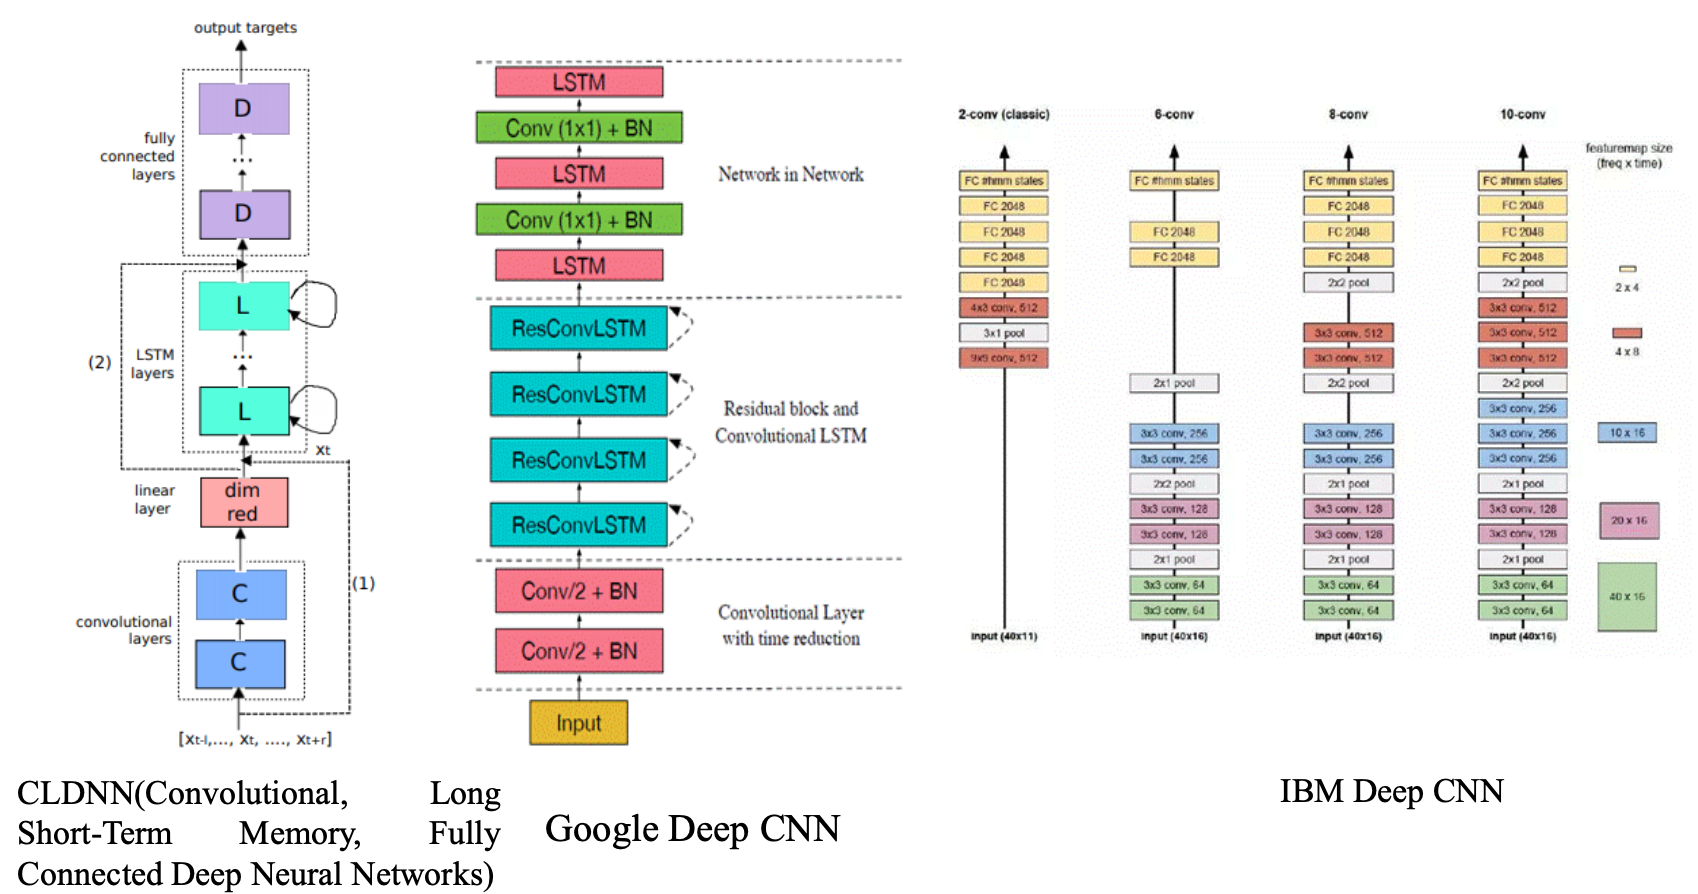 output targets
D
...
D
fully
connected
layers
L
...
L
LSTM
layers
(2)
xt
linear
layer
dim
red
(1)
C
C
convolutional
layers
[xt-l,..., xt, ...., xt+r]
CLDNN(Convolutional, Long
Short-Term Memory, Fully
Connected Deep Neural Networks)
LSTM
Conv (1x1) + BN
LSTM
Conv (1x1) + BN
LSTM
Network in Network
ResConvLSTM
ResConvLSTM
ResConvLSTM
ResConvLSTM
Residual block and
Convolutional LSTM
Conv/2 + BN
Conv/2 + BN
Convolutional Layer
with time reduction
Input
Google Deep CNN
2-conv (classic)
FC #hmm states
FC 2048
FC 2048
FC 2048
FC 2048
4x3 conv, 512
3x1 pool
9x9 conv, 512
input (40x11)
6-conv
FC #hmm states
FC 2048
FC 2048
2x1 pool
3x3 conv, 256
3x3 conv, 256
2x2 pool
3x3 conv, 128
3x3 conv, 128
2x1 pool
3x3 conv, 64
3x3 conv, 64
input (40x16)
8-conv
FC #hmm states
FC 2048
FC 2048
FC 2048
2x2 pool
3x3 conv, 512
3x3 conv, 512
2x2 pool
3x3 conv, 256
3x3 conv, 256
2x1 pool
3x3 conv, 128
3x3 conv, 128
2x1 pool
3x3 conv, 64
3x3 conv, 64
input (40x16)
10-conv
FC #hmm states
FC 2048
FC 2048
FC 2048
2x2 pool
3x3 conv, 512
3x3 conv, 512
3x3 conv, 512
2x2 pool
3x3 conv, 256
3x3 conv, 256
3x3 conv, 256
2x1 pool
3x3 conv, 128
3x3 conv, 128
2x1 pool
3x3 conv, 64
3x3 conv, 64
input (40x16)
featuremap size
(freq x time)
2 x 4
4 x 8
10 x 16
20 x 16
40 x 16
IBM Deep CNN